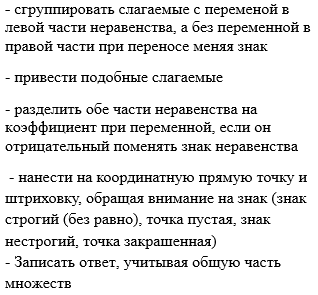 - сгруппировать слагаемые с переменой в
левой части неравенства, а без переменной в
правой части при переносе меняя знак
- привести подобные слагаемые
- разделить обе части неравенства на
коэффициент при переменной, если он
отрицательный поменять знак неравенства
- нанести на координатную прямую точку и
штриховку, обращая внимание на знак (знак
строгий (без равно), точка пустая, знак
нестрогий, точка закрашенная)
- Записать ответ, учитывая общую часть
множеств